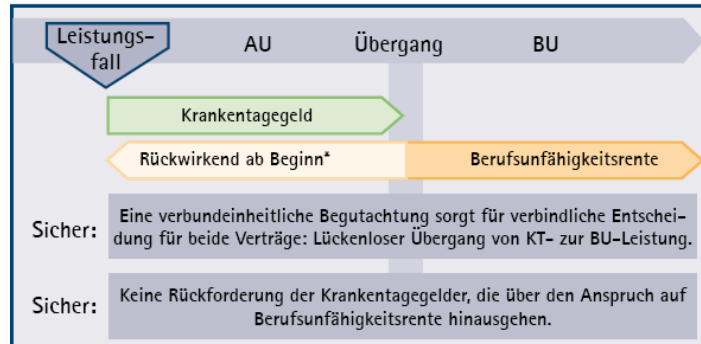 Leistungs-
fall
AU
Übergang
BU
Krankentagegeld
Rückwirkend ab Beginn*
Berufsunfähigkeitsrente
Sicher:
Eine verbundeinheitliche Begutachtung sorgt für verbindliche Entschei-
dung für beide Verträge: Lückenloser Übergang von KT- zur BU-Leistung.
Sicher:
Keine Rückforderung der Krankentagegelder, die über den Anspruch auf
Berufsunfähigkeitsrente hinausgehen.